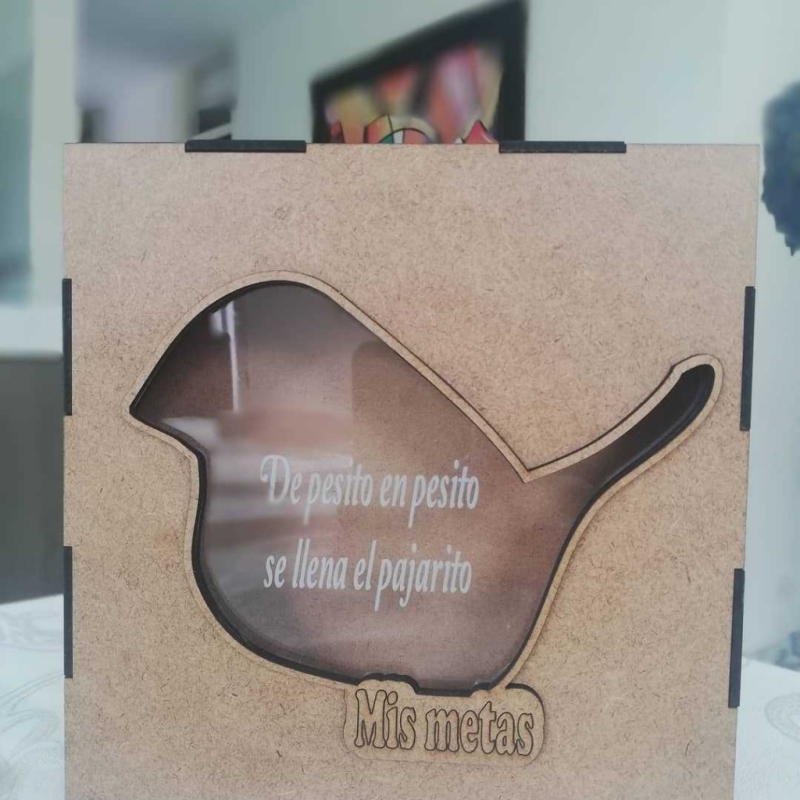 De pesito en pesito
se llena el pajarito
Mis metas